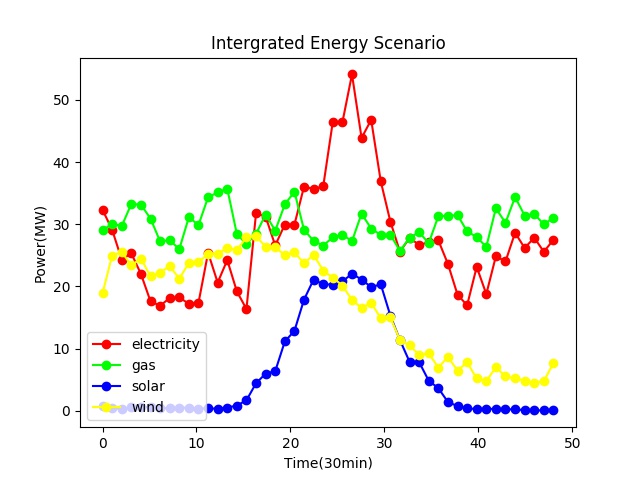 Intergrated Energy Scenario
Power(MW)
50
40
30
20
10
0
electricity
gas
solar
wind
0 10 20 30 40 50
Time(30min)